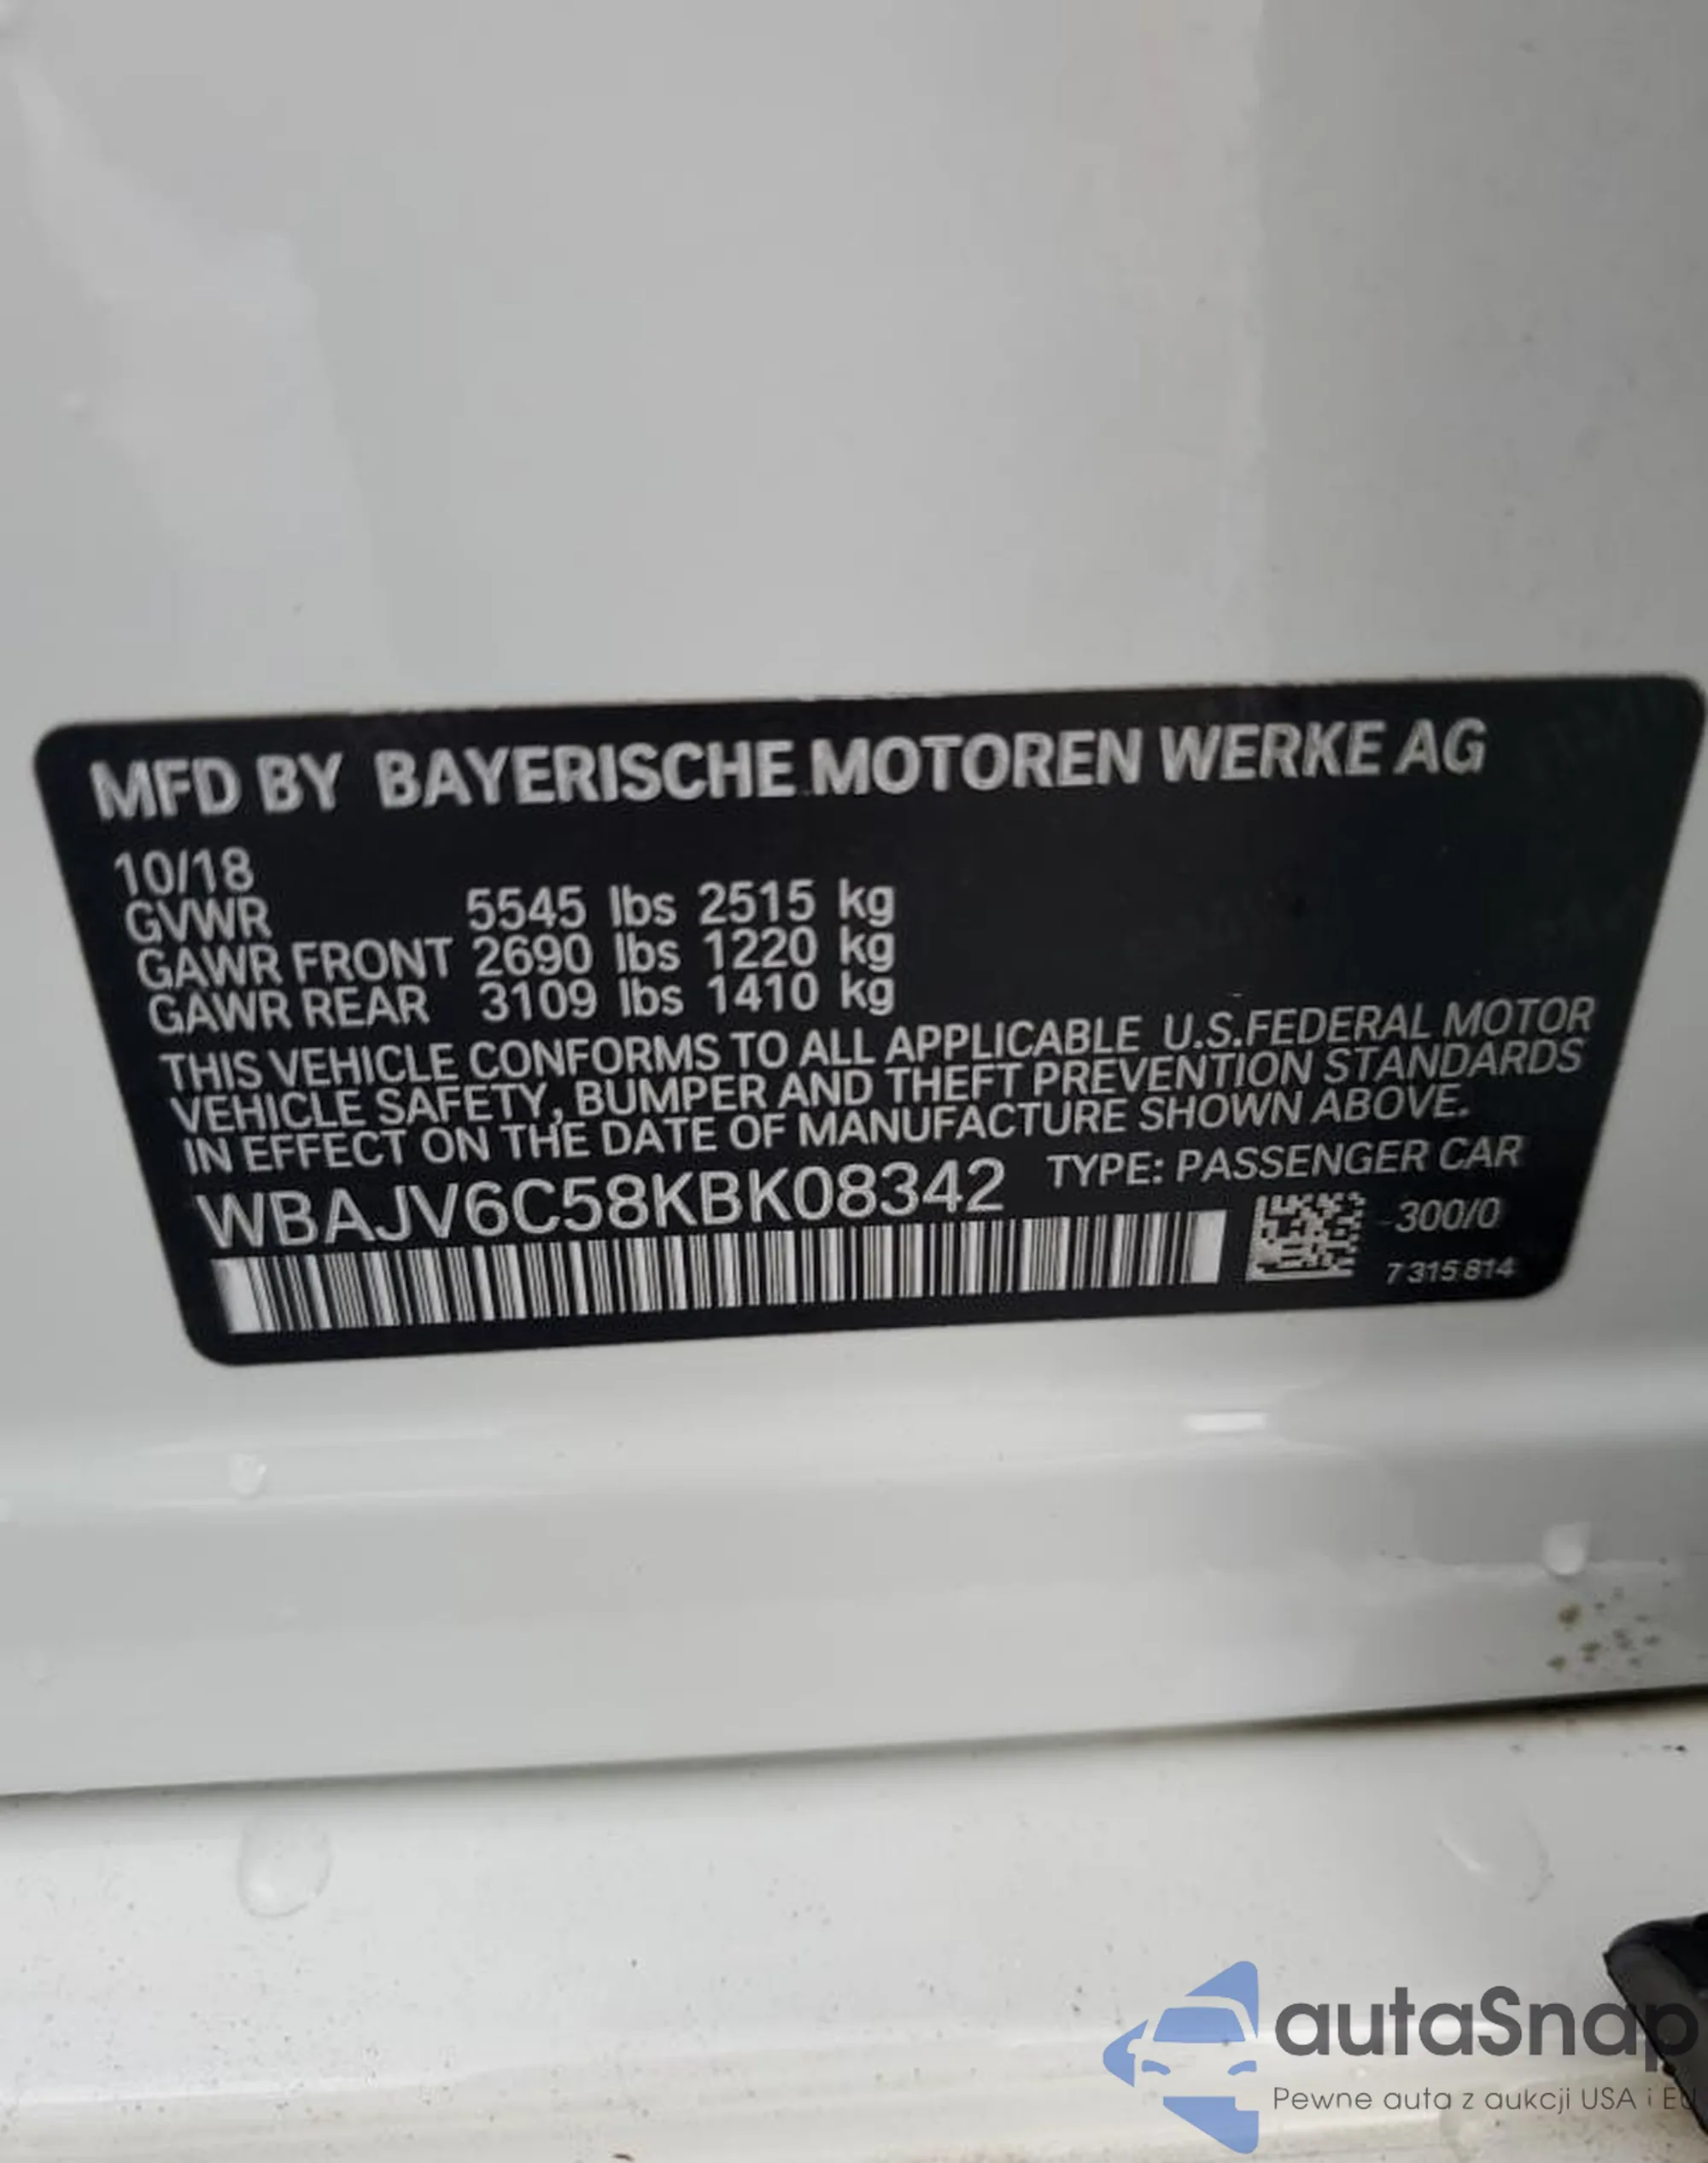 MFD BY BAYERISCHE MOTOREN WERKE AG
10/18
GVWR 5545 lbs 2515 kg
GAWR FRONT 2690 lbs 1220 kg
GAWR REAR 3109 lbs 1410 kg
THIS VEHICLE CONFORMS TO ALL APPLICABLE U.S.FEDERAL MOTOR
VEHICLE SAFETY, BUMPER AND THEFT PREVENTION STANDARDS
IN EFFECT ON THE DATE OF MANUFACTURE SHOWN ABOVE.
WBAJV6C58KBK08342 TYPE: PASSENGER CAR
300/0
7 315 814
autaSnap
Pewne auta z aukcji USA i EU